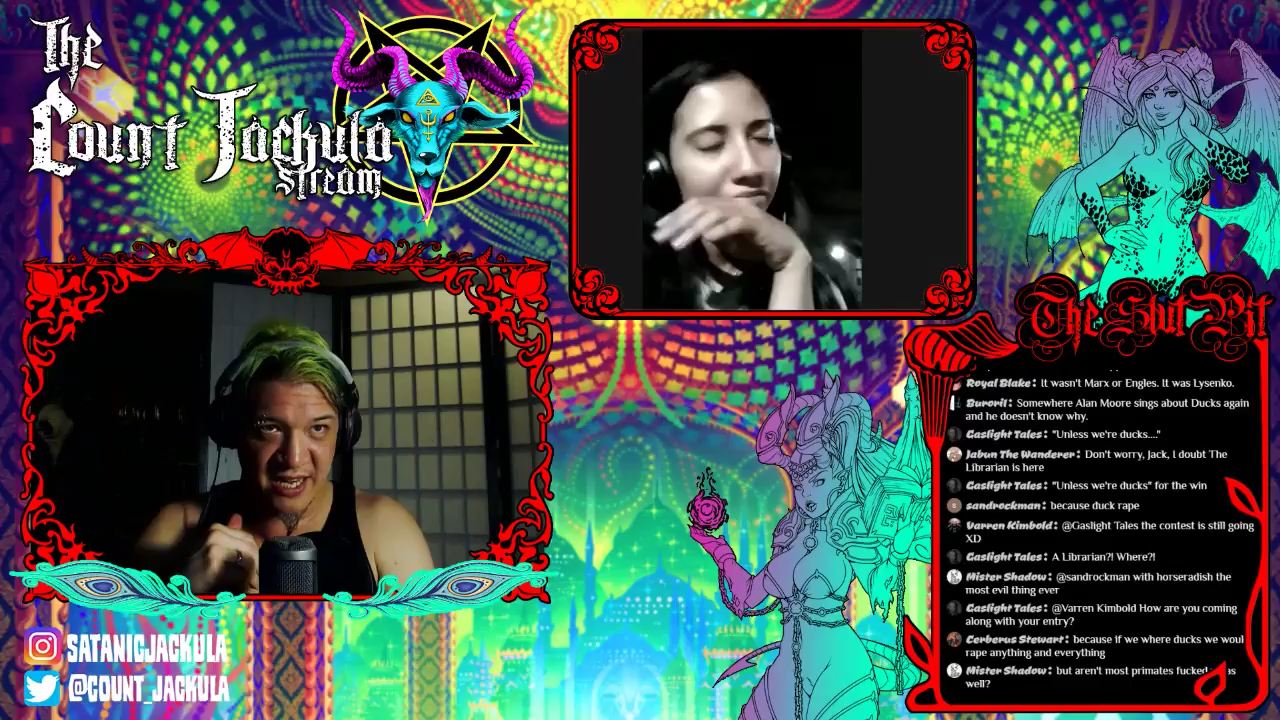 The
Count Jackula
stream
SATANICJACKULA
@COUNT_JACKULA
The Slut Pit
Royal Blake: It wasn't Marx or Engles. It was Lysenko.
Buroril: Somewhere Alan Moore sings about Ducks again
and he doesn't know why.
Gaslight Tales: "Unless we're ducks...."
Jabun The Wanderer: Don't worry, Jack, I doubt The
Librarian is here
Gaslight Tales: "Unless we're ducks" for the win
S sandrockman: because duck rape
Varren Kimbold: @Gaslight Tales the contest is still going
XD
Gaslight Tales: A Librarian?! Where?!
Mister Shadow: @sandrockman with horseradish the
most evil thing ever
Gaslight Tales: @Varren Kimbold How are you coming
along with your entry?
Cerberus Stewart: because if we where ducks we woul
rape anything and everything
Mister Shadow: but aren't most primates fucked as
well?